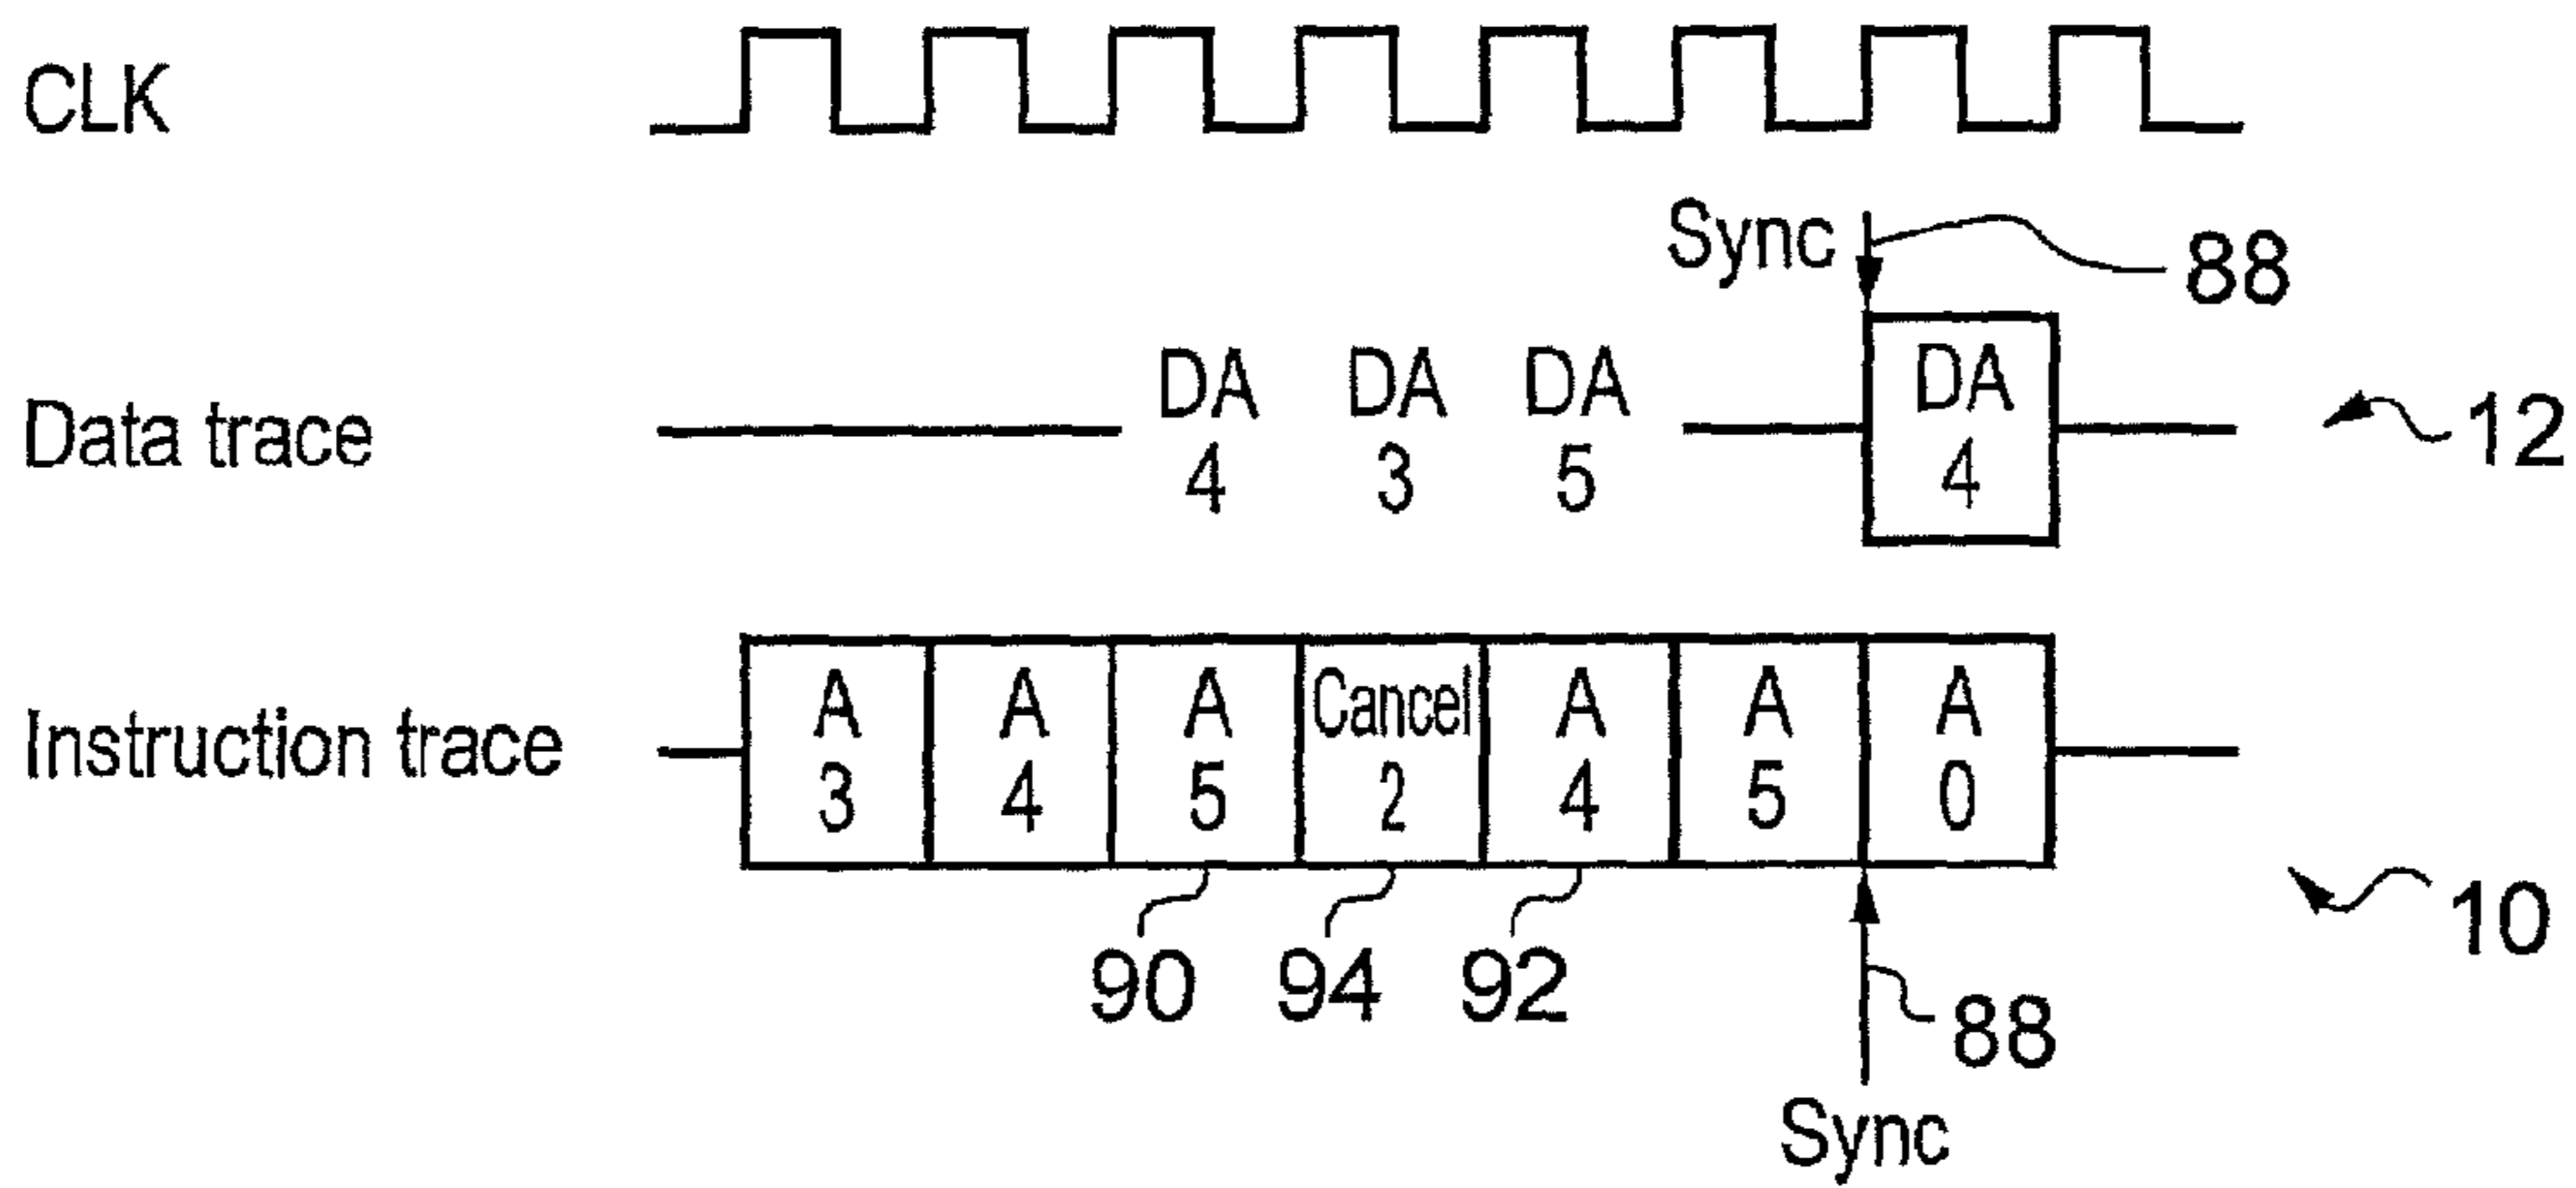 CLK
Sync
88
Data trace
DA DA DA DA
4 3 5 4
12
Instruction trace
A A A Cancel A A A
3 4 5 2 4 5 0
90 94 92
10
88
Sync